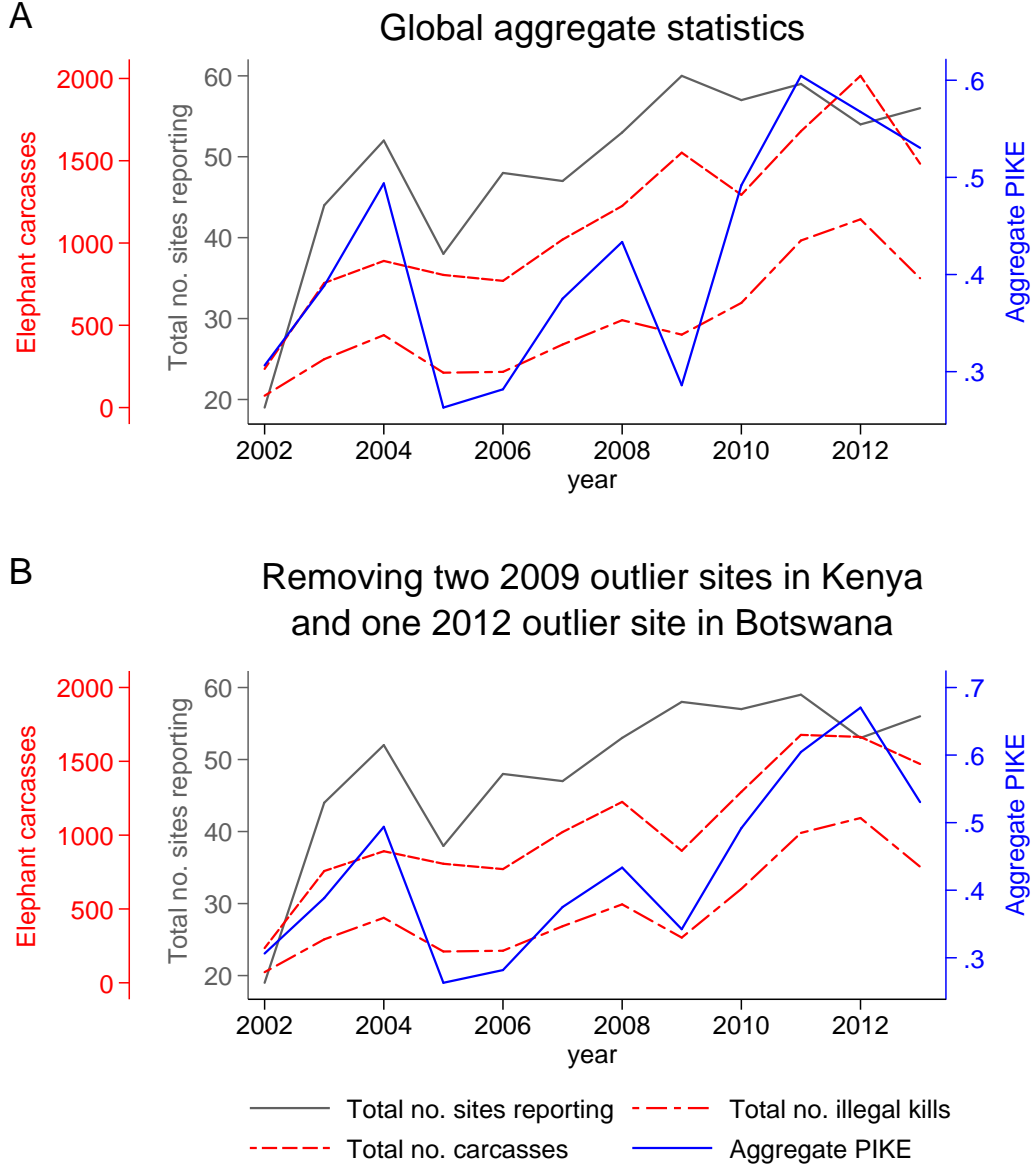 A
Global aggregate statistics
Elephant carcasses
2000
1500
1000
500
0
Total no. sites reporting
60
50
40
30
20
Aggregate PIKE
.6
.5
.4
.3
2002 2004 2006 2008 2010 2012
year
B
Removing two 2009 outlier sites in Kenya
and one 2012 outlier site in Botswana
Elephant carcasses
2000
1500
1000
500
0
Total no. sites reporting
60
50
40
30
20
Aggregate PIKE
.7
.6
.5
.4
.3
2002 2004 2006 2008 2010 2012
year
Total no. sites reporting Total no. illegal kills
Total no. carcasses Aggregate PIKE